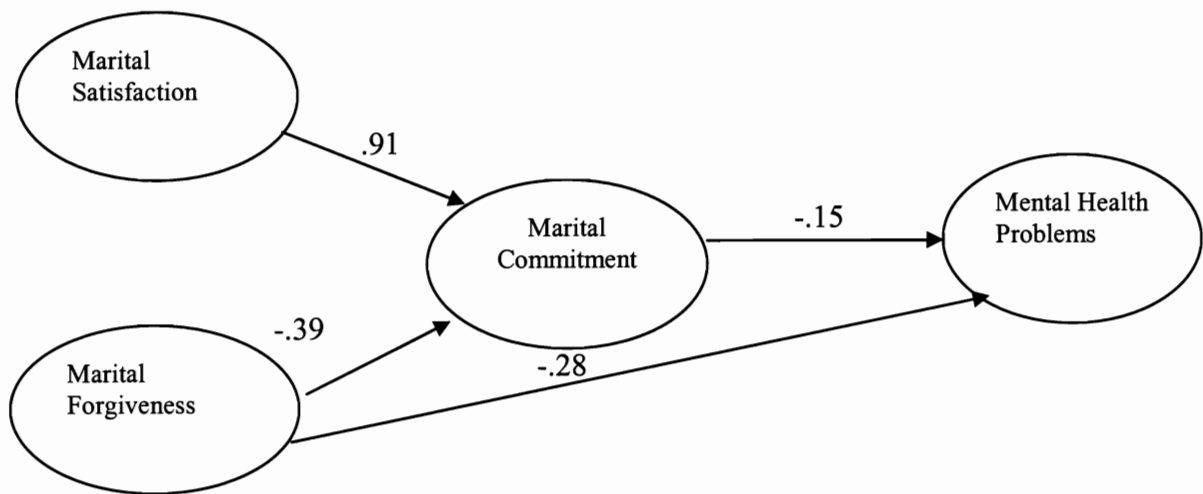 Marital
Satisfaction
.91
Marital
Commitment
-.15
Mental Health
Problems
-.39
-.28
Marital
Forgiveness